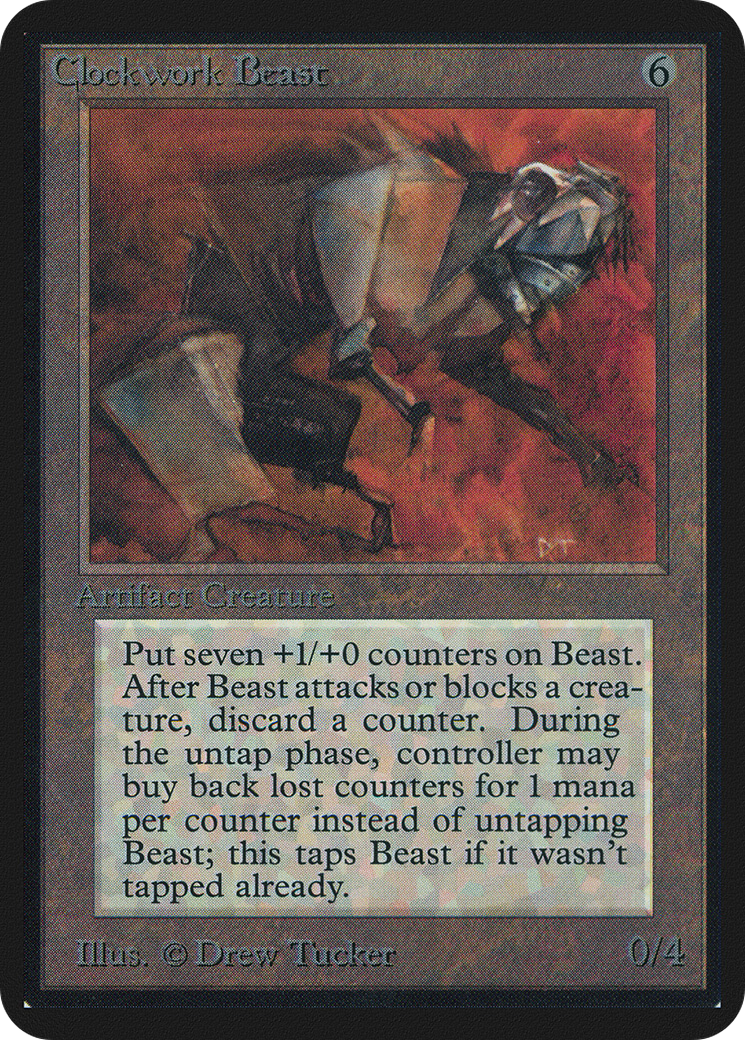 Clockwork Beast 6
DT
Artifact Creature
Put seven +1/+0 counters on Beast.
After Beast attacks or blocks a crea-
ture, discard a counter. During
the untap phase, controller may
buy back lost counters for 1 mana
per counter instead of untapping
Beast; this taps Beast if it wasn't
tapped already.
Illus. © Drew Tucker 0/4